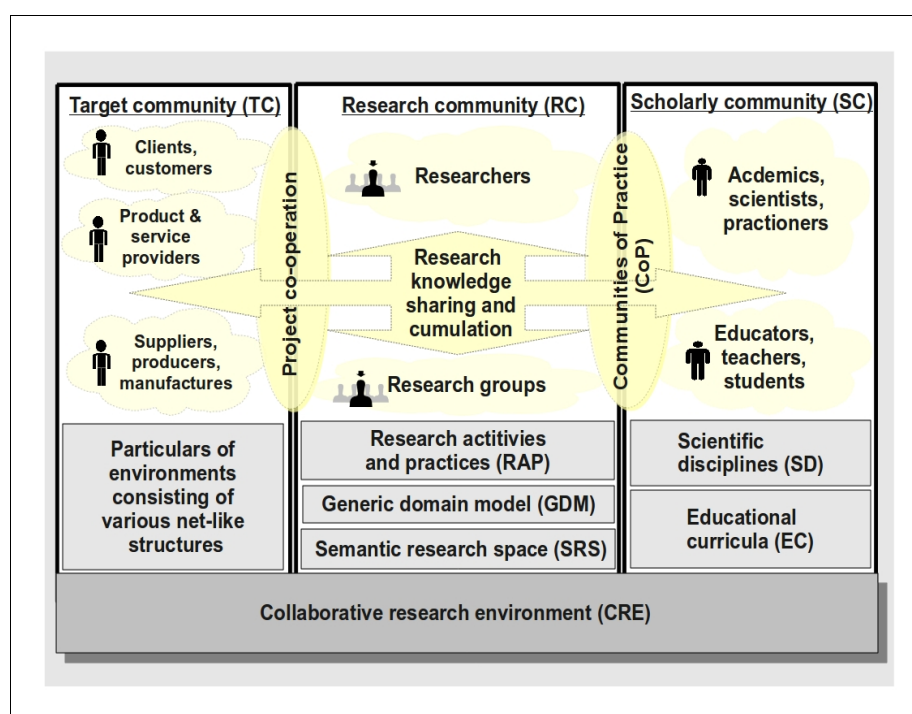 Target community (TC)
Clients,
customers
Product &
service
providers
Suppliers,
producers,
manufactures
Particulars of
environments
consisting of
various net-like
structures
Project co-operation
Research community (RC)
Researchers
Research
knowledge
sharing and
cumulation
Research groups
Research actitivies
and practices (RAP)
Generic domain model (GDM)
Semantic research space (SRS)
Communities of Practice
(CoP)
Scholarly community (SC)
Acdemics,
scientists,
practioners
Educators,
teachers,
students
Scientific
disciplines (SD)
Educational
curricula (EC)
Collaborative research environment (CRE)